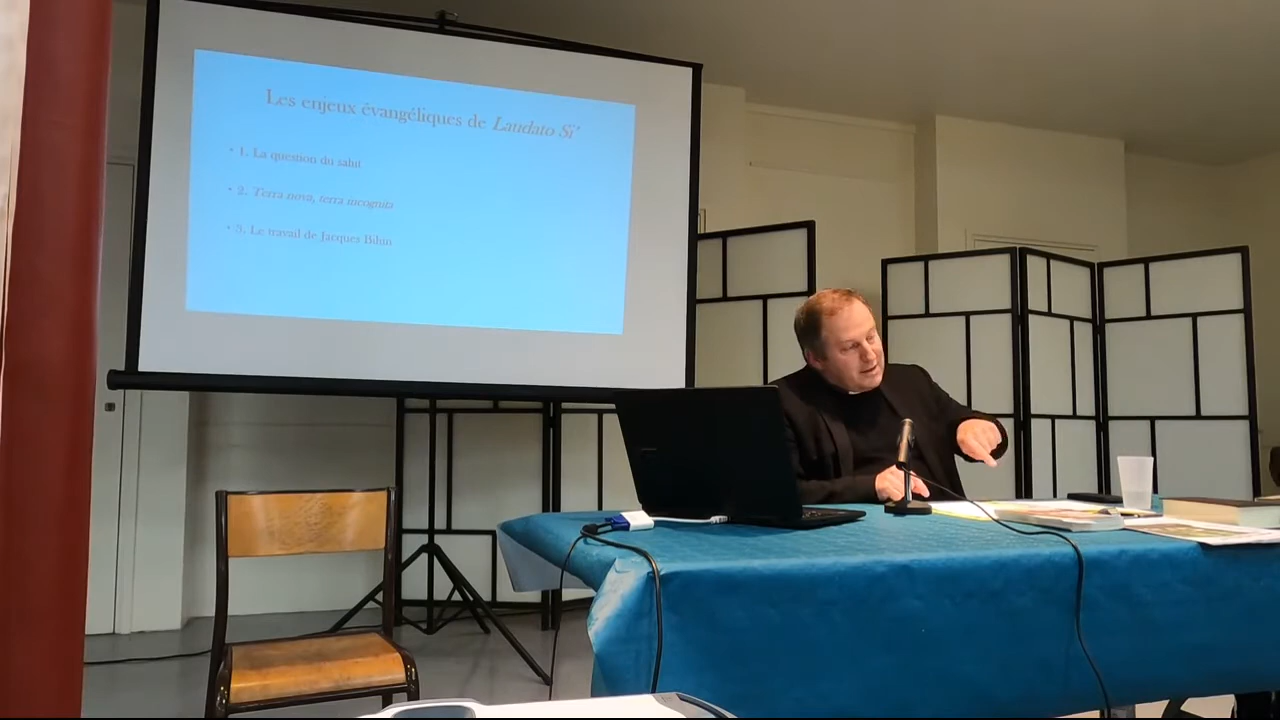 Les enjeux évangéliques de Laudato Si'
• 1. La question du salut
• 2. Terra nova, terra incognita
• 3. Le travail de Jacques Bihin